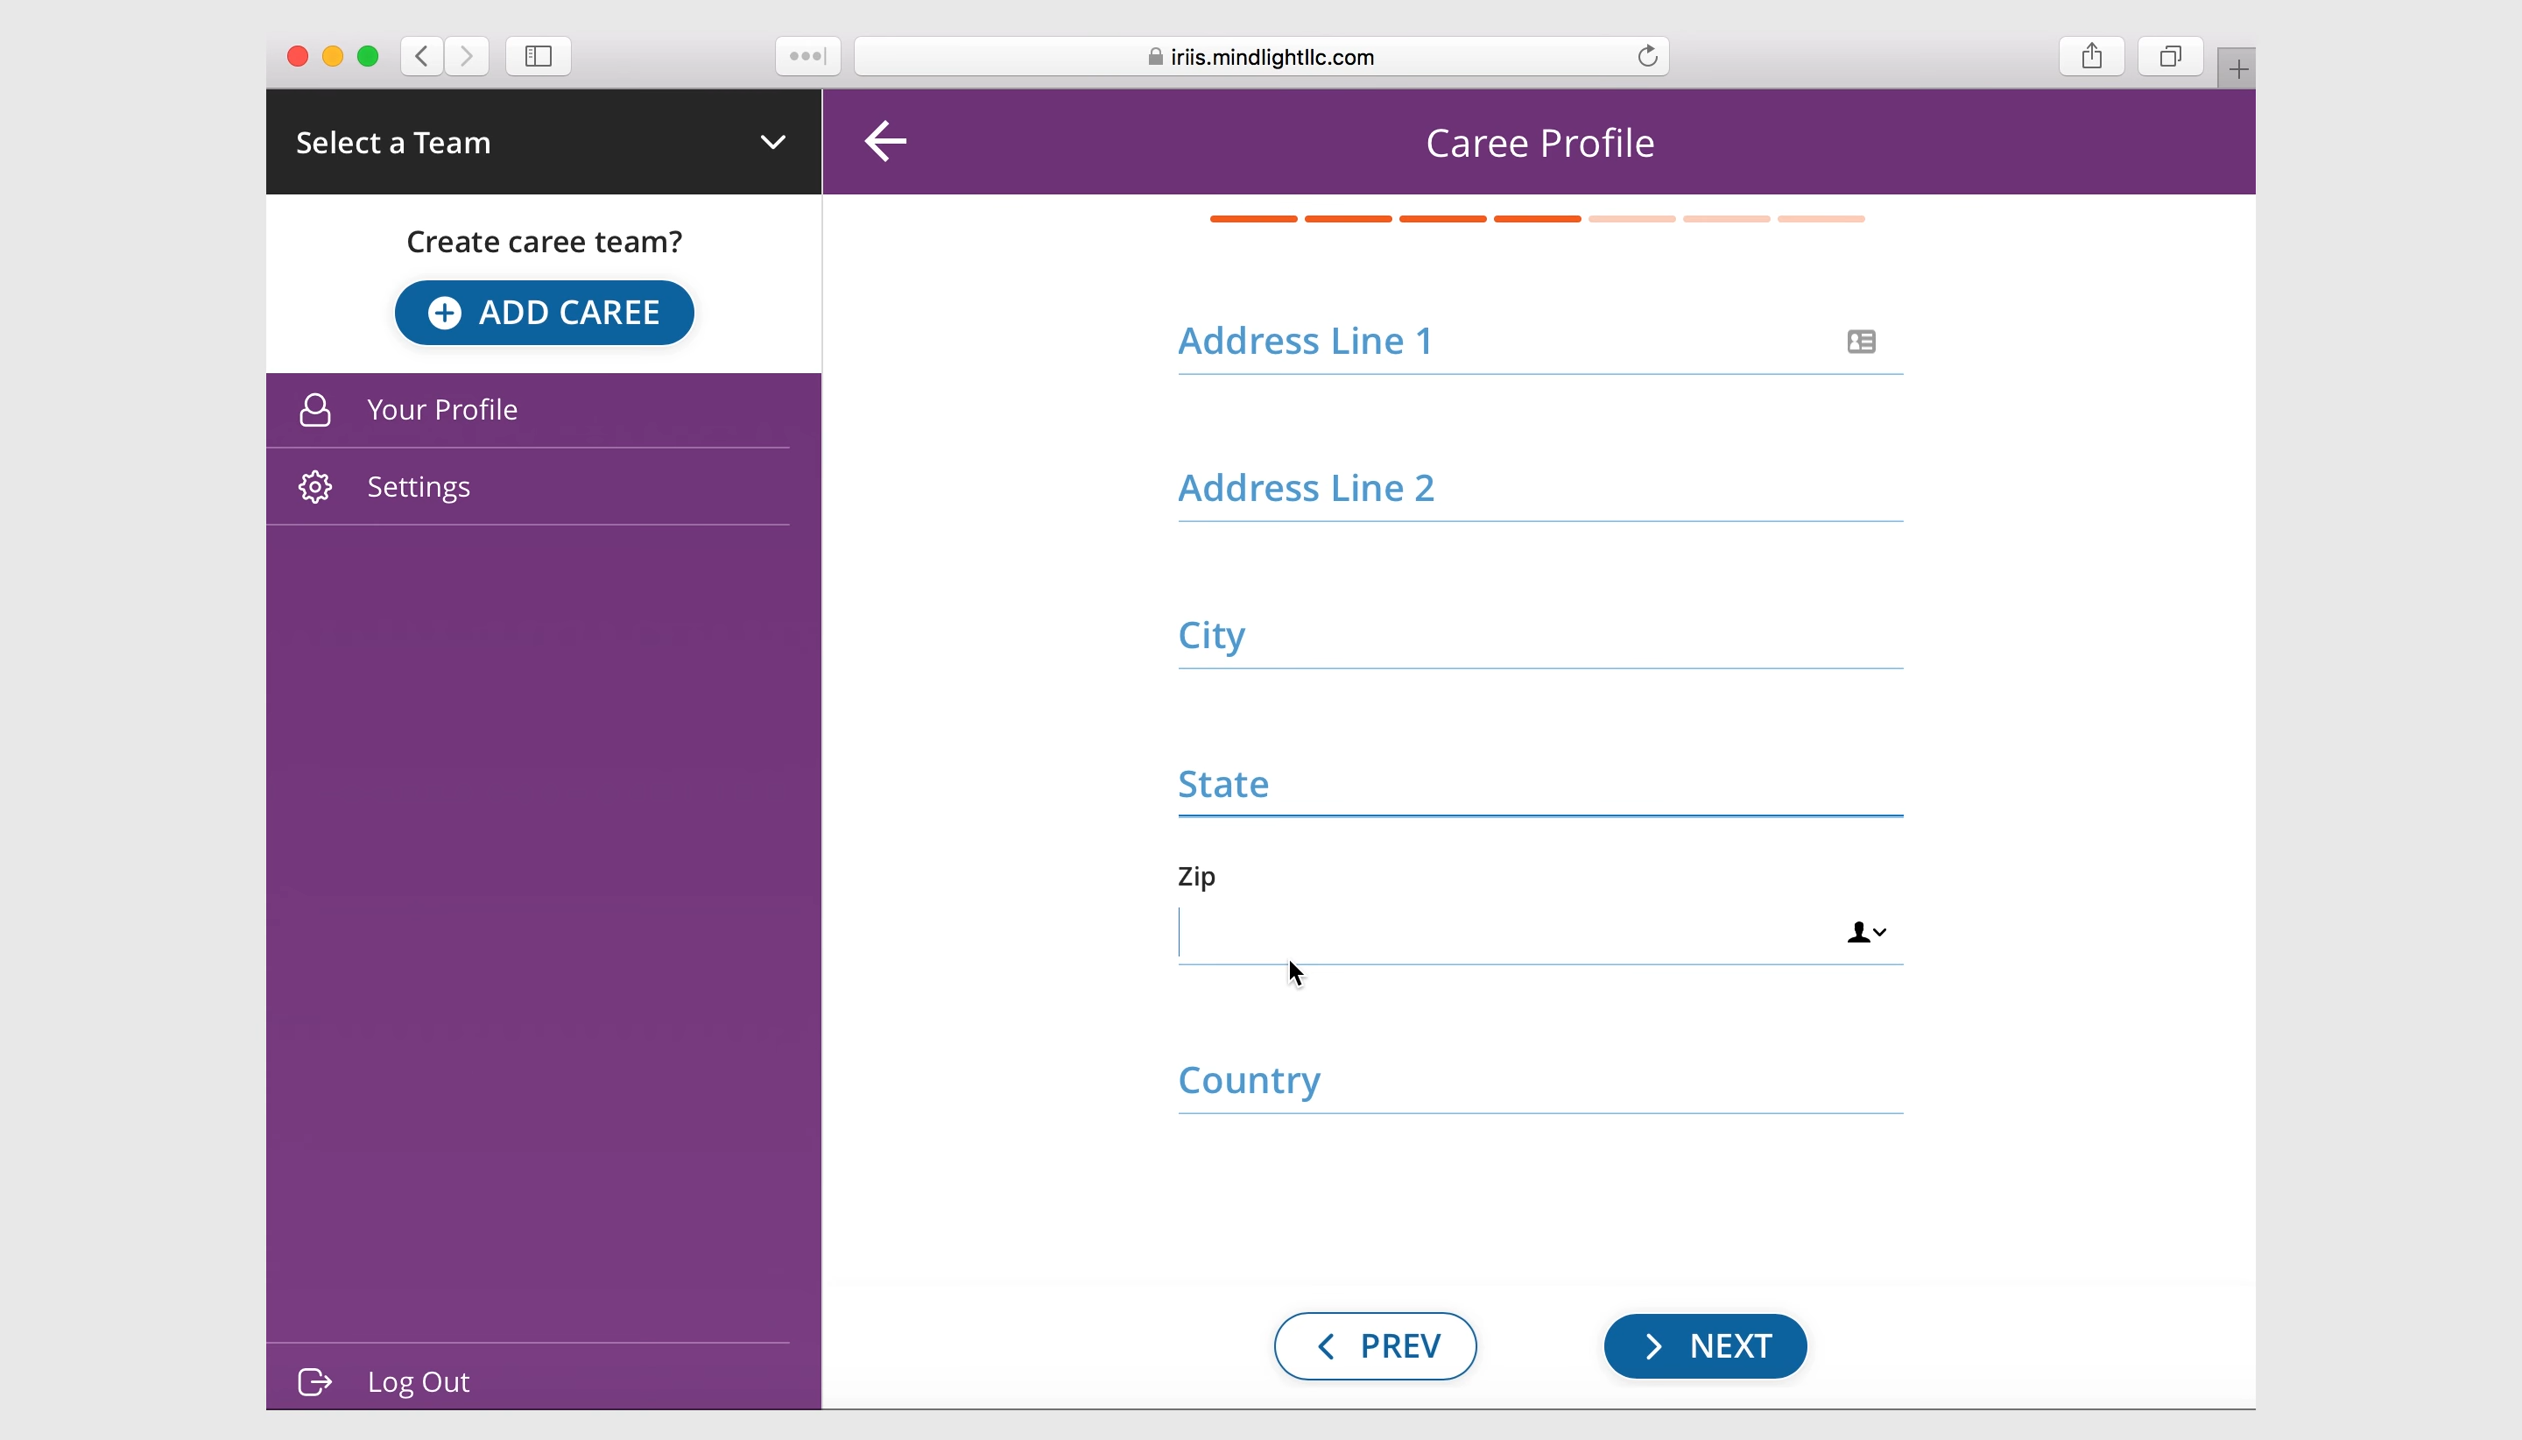 iriis.mindlightllc.com
Select a Team
Caree Profile
Create caree team?
ADD CAREE
Your Profile
Settings
Log Out
Address Line 1
Address Line 2
City
State
Zip
Country
PREV
NEXT